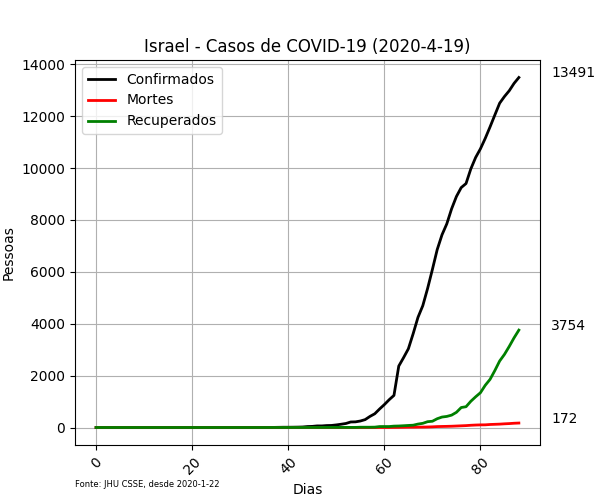 Israel - Casos de COVID-19 (2020-4-19)
14000
12000
10000
8000
6000
4000
2000
0
Pessoas
Confirmados
Mortes
Recuperados
13491
3754
172
0
20
40
60
80
Dias
Fonte: JHU CSSE, desde 2020-1-22